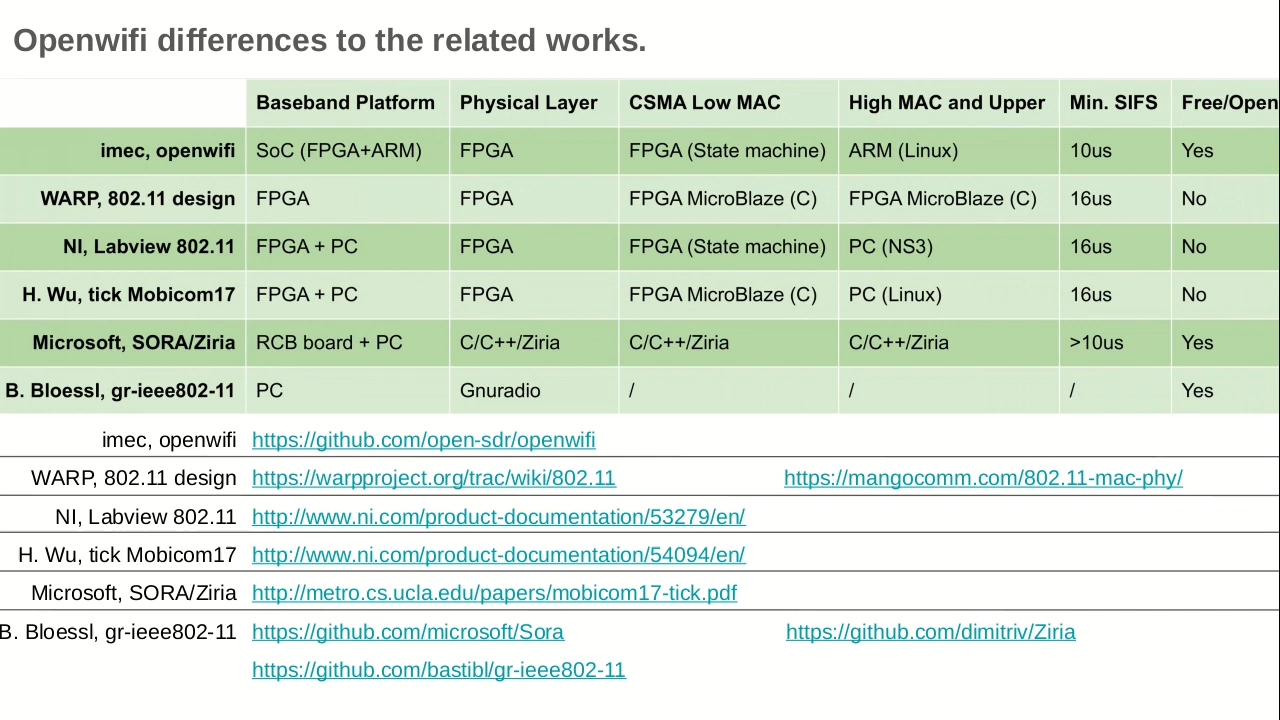 Openwifi differences to the related works.
Baseband Platform Physical Layer CSMA Low MAC High MAC and Upper Min. SIFS Free/Open
imec, openwifi SoC (FPGA+ARM) FPGA FPGA (State machine) ARM (Linux) 10us Yes
WARP, 802.11 design FPGA FPGA FPGA MicroBlaze (C) FPGA MicroBlaze (C) 16us No
NI, Labview 802.11 FPGA + PC FPGA FPGA (State machine) PC (NS3) 16us No
H. Wu, tick Mobicom17 FPGA + PC FPGA FPGA MicroBlaze (C) PC (Linux) 16us No
Microsoft, SORA/Ziria RCB board + PC C/C++/Ziria C/C++/Ziria C/C++/Ziria >10us Yes
B. Bloessl, gr-ieee802-11 PC Gnuradio / / / Yes
imec, openwifi https://github.com/open-sdr/openwifi
WARP, 802.11 design https://warpproject.org/trac/wiki/802.11 https://mangocomm.com/802.11-mac-phy/
NI, Labview 802.11 http://www.ni.com/product-documentation/53279/en/
H. Wu, tick Mobicom17 http://www.ni.com/product-documentation/54094/en/
Microsoft, SORA/Ziria http://metro.cs.ucla.edu/papers/mobicom17-tick.pdf
B. Bloessl, gr-ieee802-11 https://github.com/microsoft/Sora https://github.com/dimitriv/Ziria
https://github.com/bastibl/gr-ieee802-11